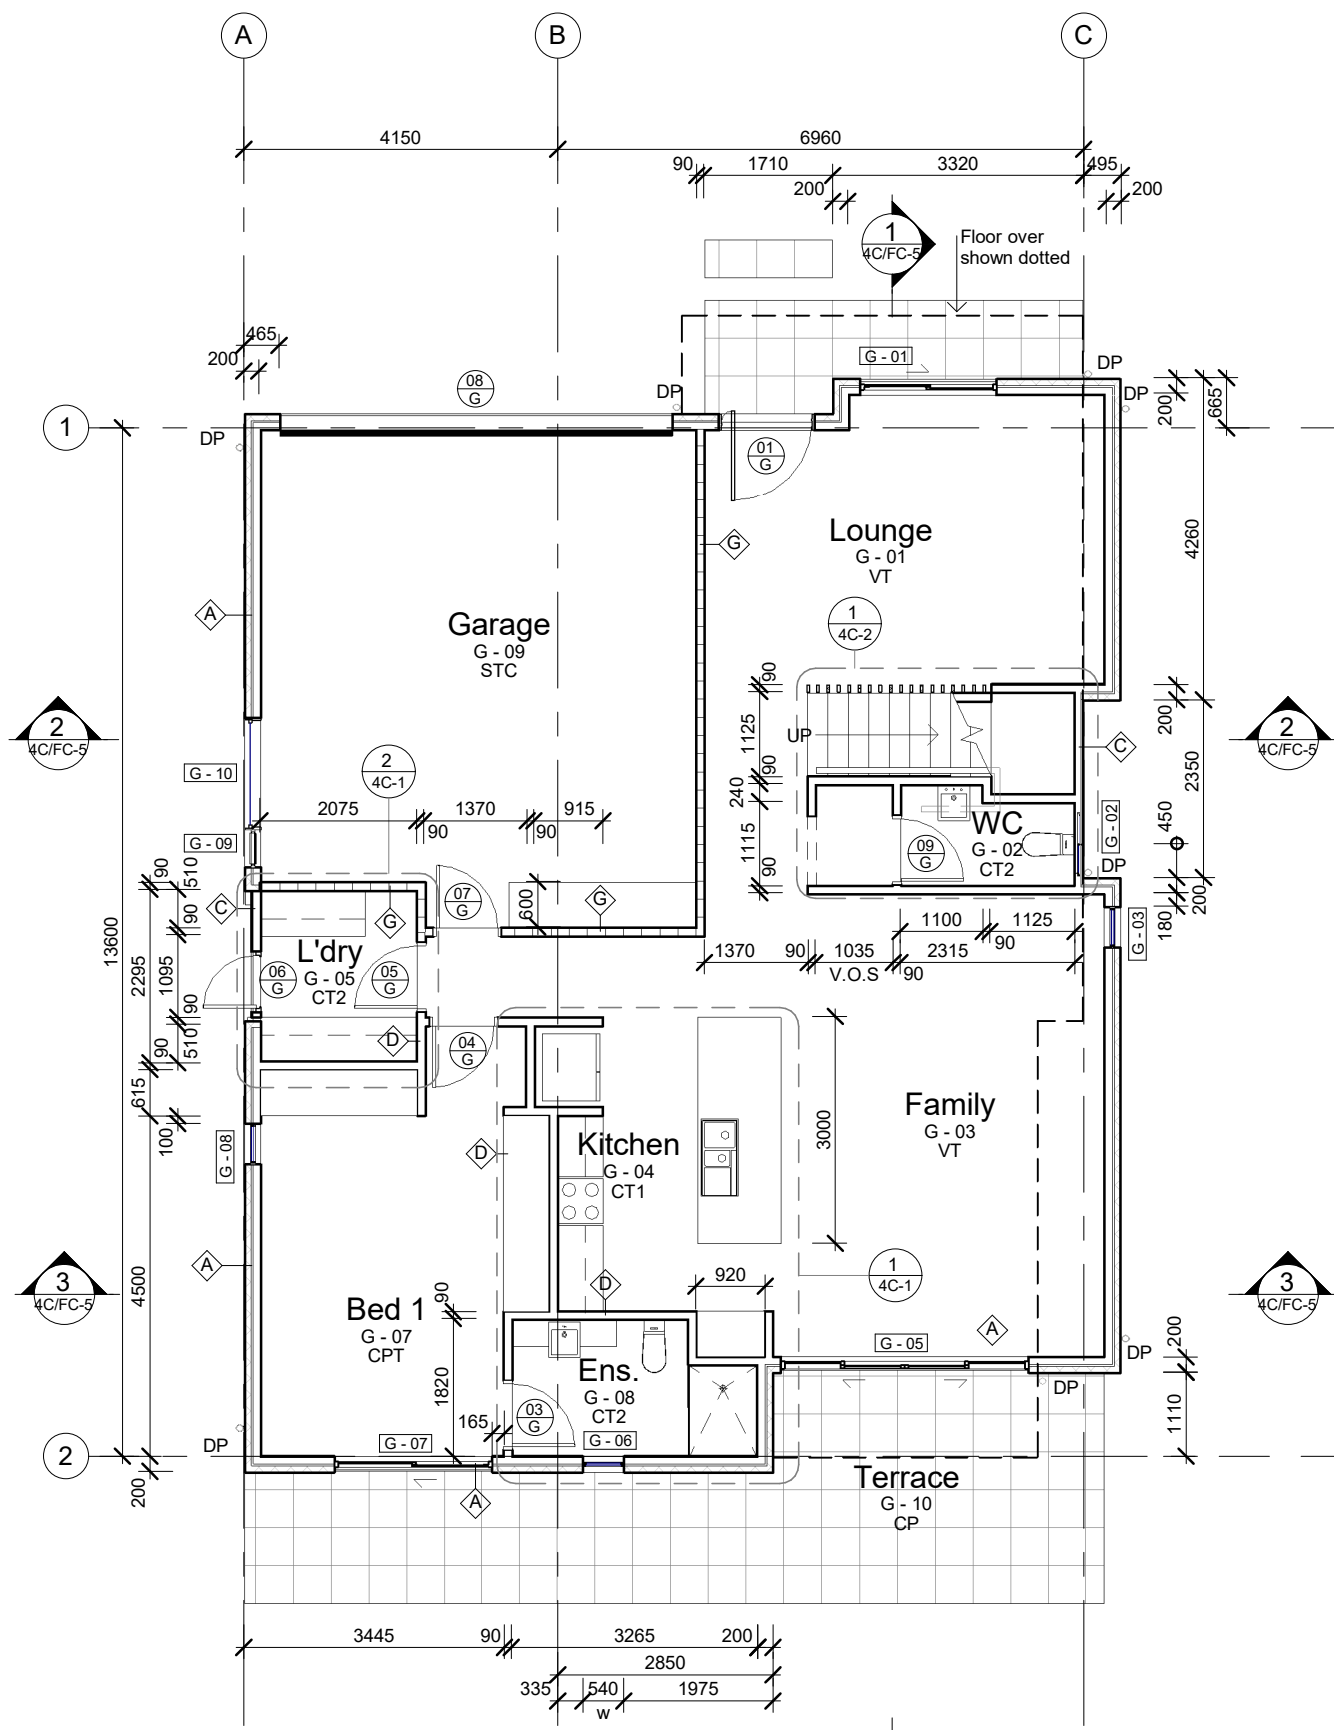 A
B
C
4150
6960
90
1710
3320
495
200
200
1
4C/FC-5
Floor over
shown dotted
465
200
G - 01
DP
08
G
DP
DP
200
665
1
DP
01
G
Lounge
G - 01
VT
G
4260
A
Garage
G - 09
STC
1
4C-2
90
2
4C/FC-5
UP
1125
200
2
4C/FC-5
C
G - 10
2
4C-1
90
2350
2075
1370
915
240
WC
G - 02
CT2
G - 02
450
G - 09
90
90
1115
09
G
DP
90
510
90
07
G
600
G
200
C
G
90
1100
1125
180
G - 03
13600
2295
1095
L'dry
G - 05
CT2
06
G
05
G
90
1370
90
1035
2315
V.O.S
90
90
510
D
04
G
90
615
Family
G - 03
VT
3000
100
G - 08
D
Kitchen
G - 04
CT1
A
4500
3
4C/FC-5
1
4C-1
3
4C/FC-5
90
Bed 1
G - 07
CPT
D
920
A
G - 05
200
DP
Ens.
G - 08
CT2
1820
DP
1110
165
03
G
2
DP
G - 07
G - 06
200
A
Terrace
G - 10
CP
3445
90
3265
200
2850
335
540
1975
w